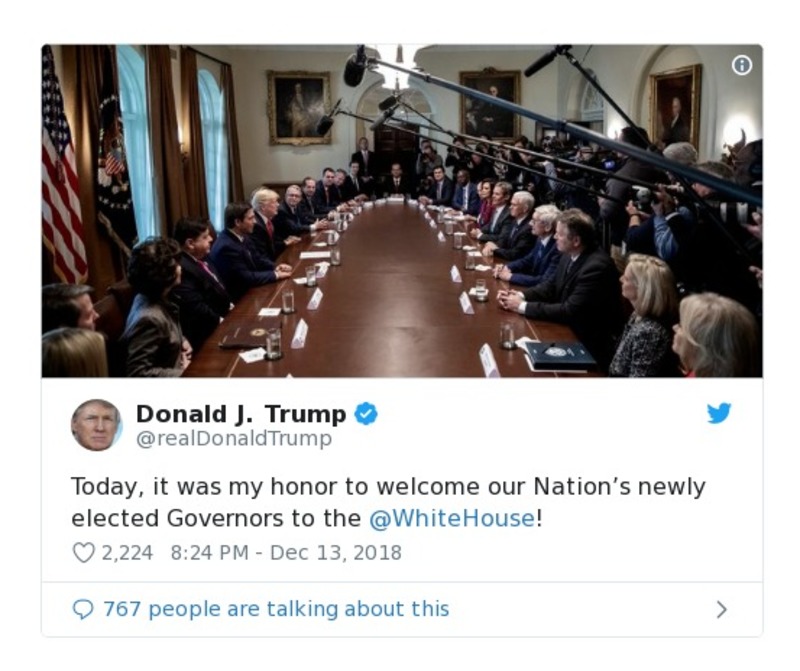 Donald J. Trump
@realDonaldTrump
Today, it was my honor to welcome our Nation’s newly
elected Governors to the @WhiteHouse!
2,224 8:24 PM - Dec 13, 2018
767 people are talking about this